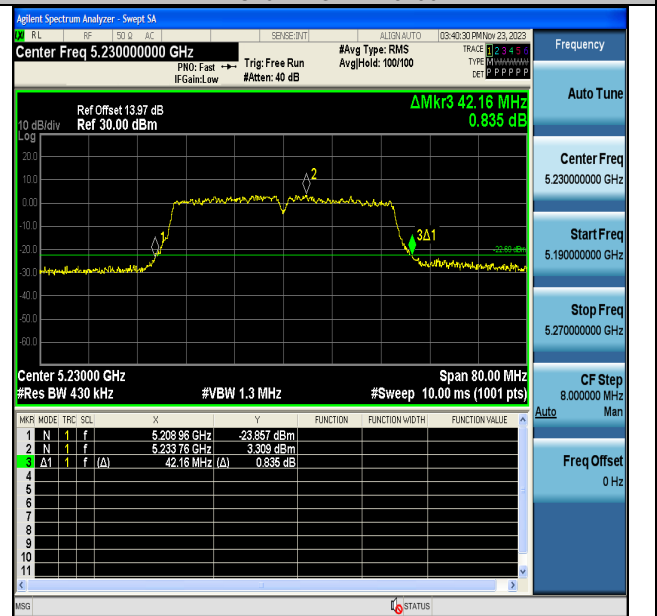 Agilent Spectrum Analyzer - Swept SA
RL RF 50 Ω AC SENSE:INT ALIGN AUTO 03:40:30 PM Nov 23, 2023
Center Freq 5.230000000 GHz
PNO: Fast
IFGain:Low
Trig: Free Run
#Atten: 40 dB
#Avg Type: RMS
Avg|Hold: 100/100
TRACE 1 2 3 4 5 6
TYPE M WWWWW
DET P P P P P P
Frequency
Auto Tune
Center Freq
5.230000000 GHz
Start Freq
5.190000000 GHz
Stop Freq
5.270000000 GHz
CF Step
8.000000 MHz
Auto Man
Freq Offset
0 Hz
ΔMkr3 42.16 MHz
0.835 dB
Ref Offset 13.97 dB
10 dB/div Ref 30.00 dBm
Log
20.0
10.0
0.00
-10.0
-20.0
-30.0
-40.0
-50.0
-60.0
1
2
3Δ1
-22.69 dBm
Center 5.23000 GHz Span 80.00 MHz
#Res BW 430 kHz #VBW 1.3 MHz #Sweep 10.00 ms (1001 pts)
MKR MODE TRC SCL X Y FUNCTION FUNCTION WIDTH FUNCTION VALUE
1 N 1 f 5.208 96 GHz -23.857 dBm
2 N 1 f 5.233 76 GHz 3.309 dBm
3 Δ1 1 f (Δ) 42.16 MHz (Δ) 0.835 dB
4
5
6
7
8
9
10
11
MSG STATUS